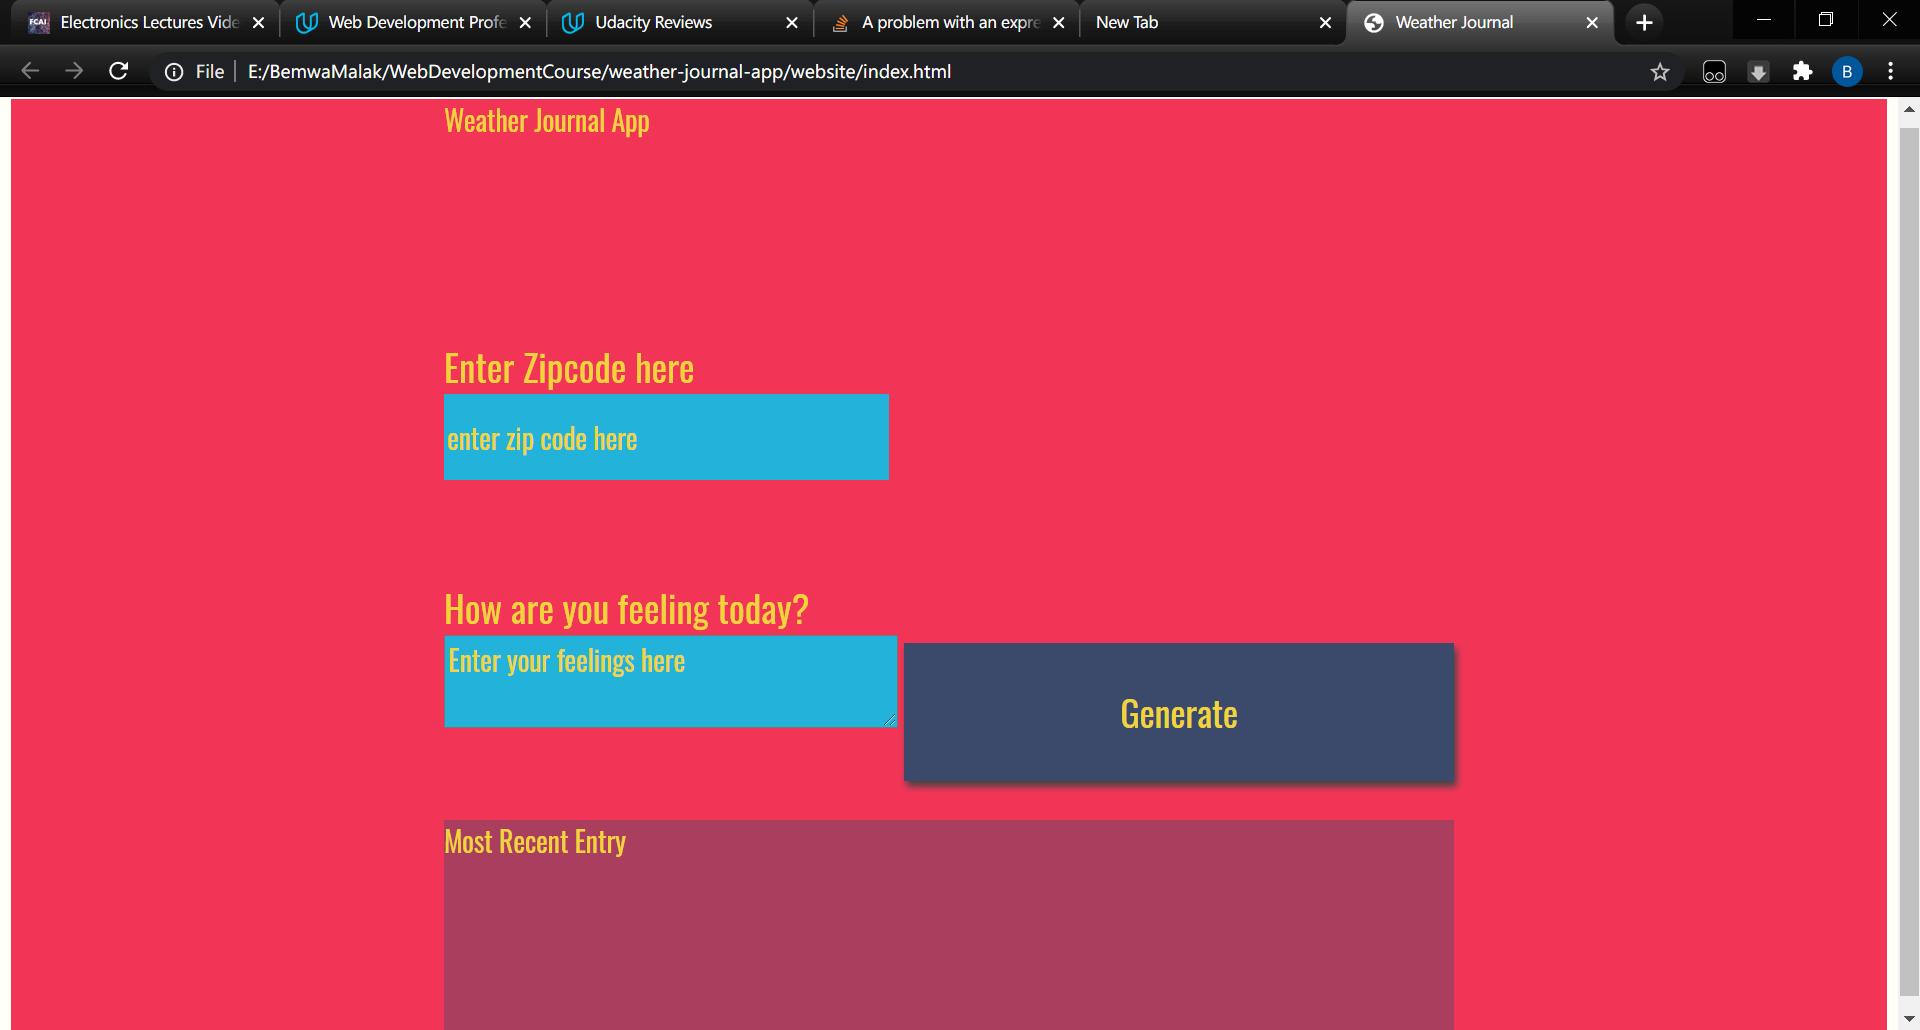 FCAI
Electronics Lectures Vide
Web Development Profe
Udacity Reviews
A problem with an expre
New Tab
Weather Journal
File
E:/BemwaMalak/WebDevelopmentCourse/weather-journal-app/website/index.html
B
Weather Journal App
Enter Zipcode here
enter zip code here
How are you feeling today?
Enter your feelings here
Generate
Most Recent Entry